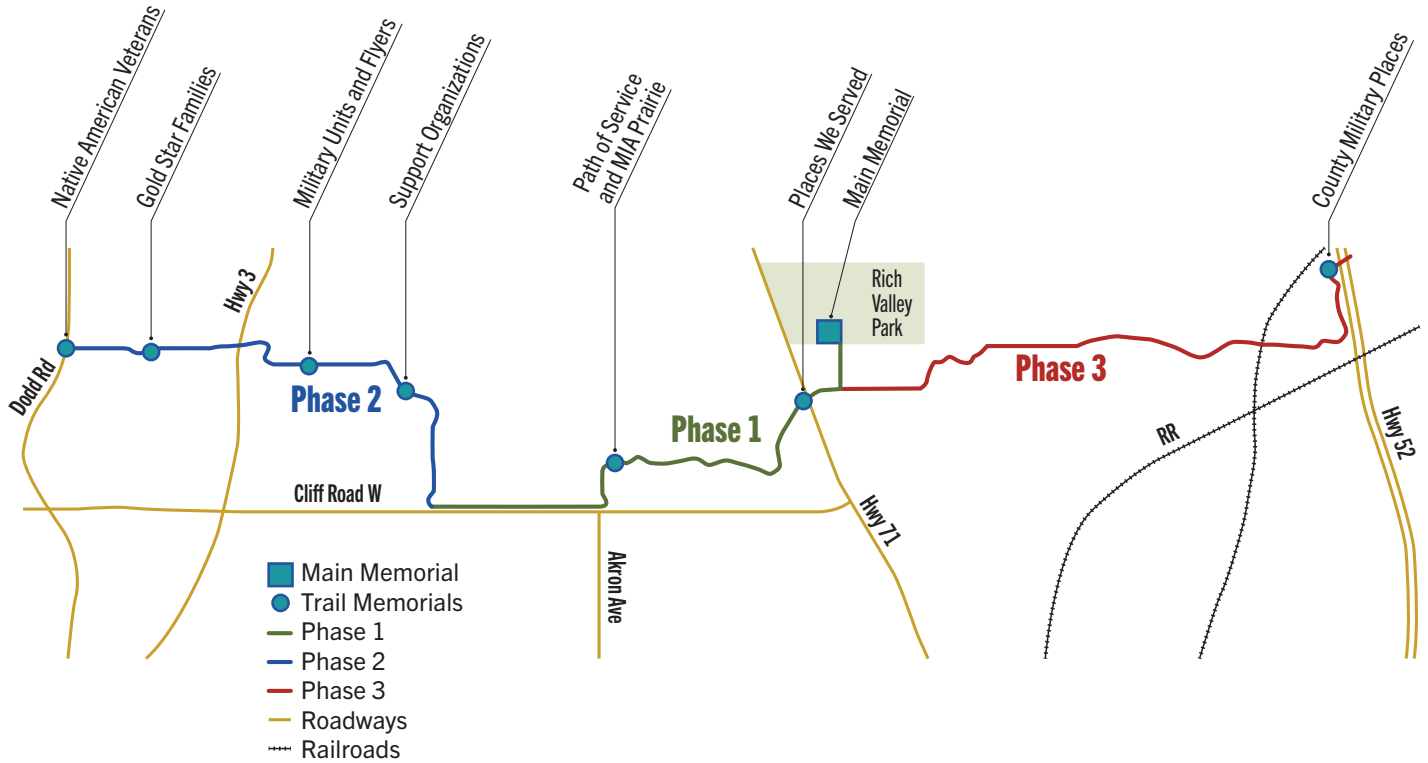 Native American Veterans
Gold Star Families
Military Units and Flyers
Support Organizations
Path of Service
and MIA Prairie
Places We Served
Main Memorial
County Military Places
Dodd Rd
Hwy 3
Rich
Valley
Park
Phase 2
Phase 1
Phase 3
RR
Hwy 52
Cliff Road W
Hwy 71
Akron Ave
Main Memorial
Trail Memorials
Phase 1
Phase 2
Phase 3
Roadways
Railroads